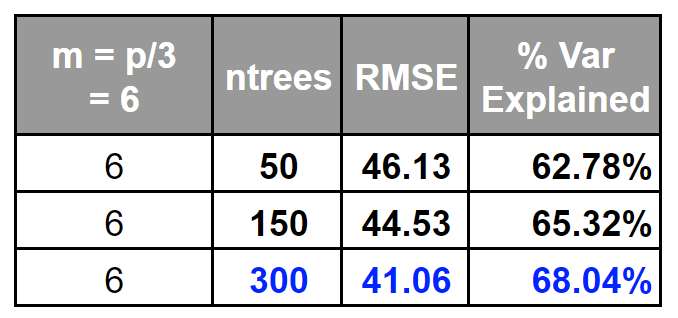 m = p/3
= 6
ntrees
RMSE
% Var
Explained
6 50 46.13 62.78%
6 150 44.53 65.32%
6 300 41.06 68.04%